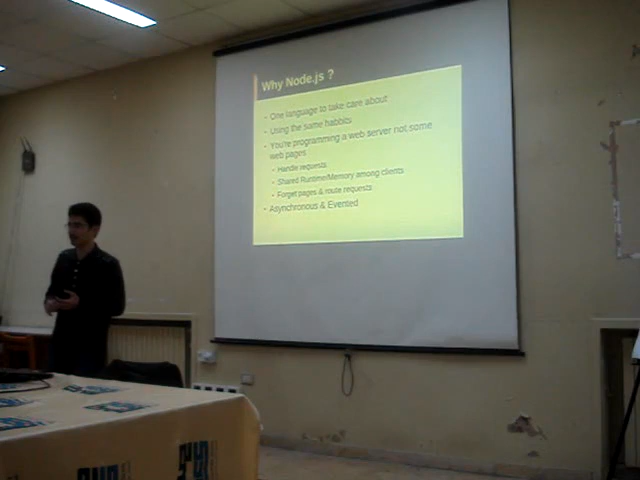 Why Node.js ?
One language to take care about
Using the same habbits
You're programming a web server not some
web pages
Handle requests
Shared Runtime/Memory among clients
Forget pages & route requests
Asynchronous & Evented